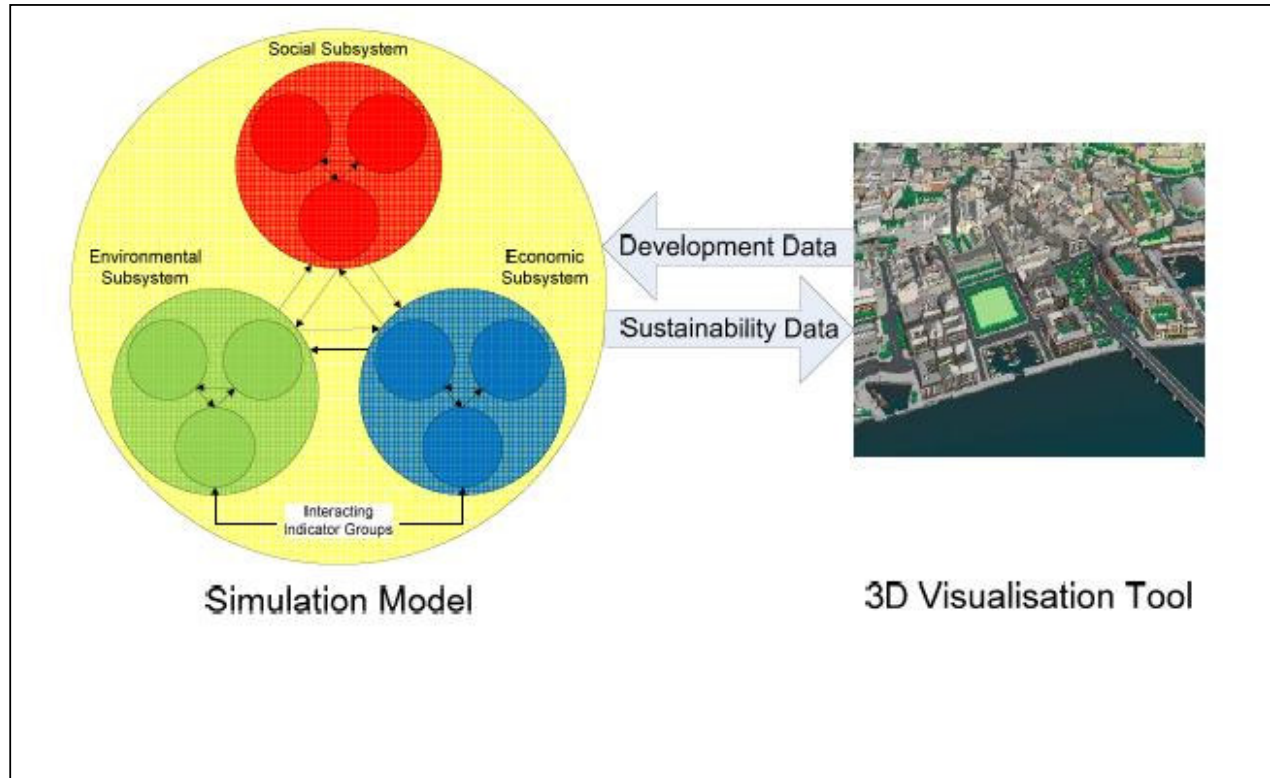 Social Subsystem
Environmental
Subsystem
Economic
Subsystem
Development Data
Sustainability Data
Interacting
Indicator Groups
Simulation Model
3D Visualisation Tool